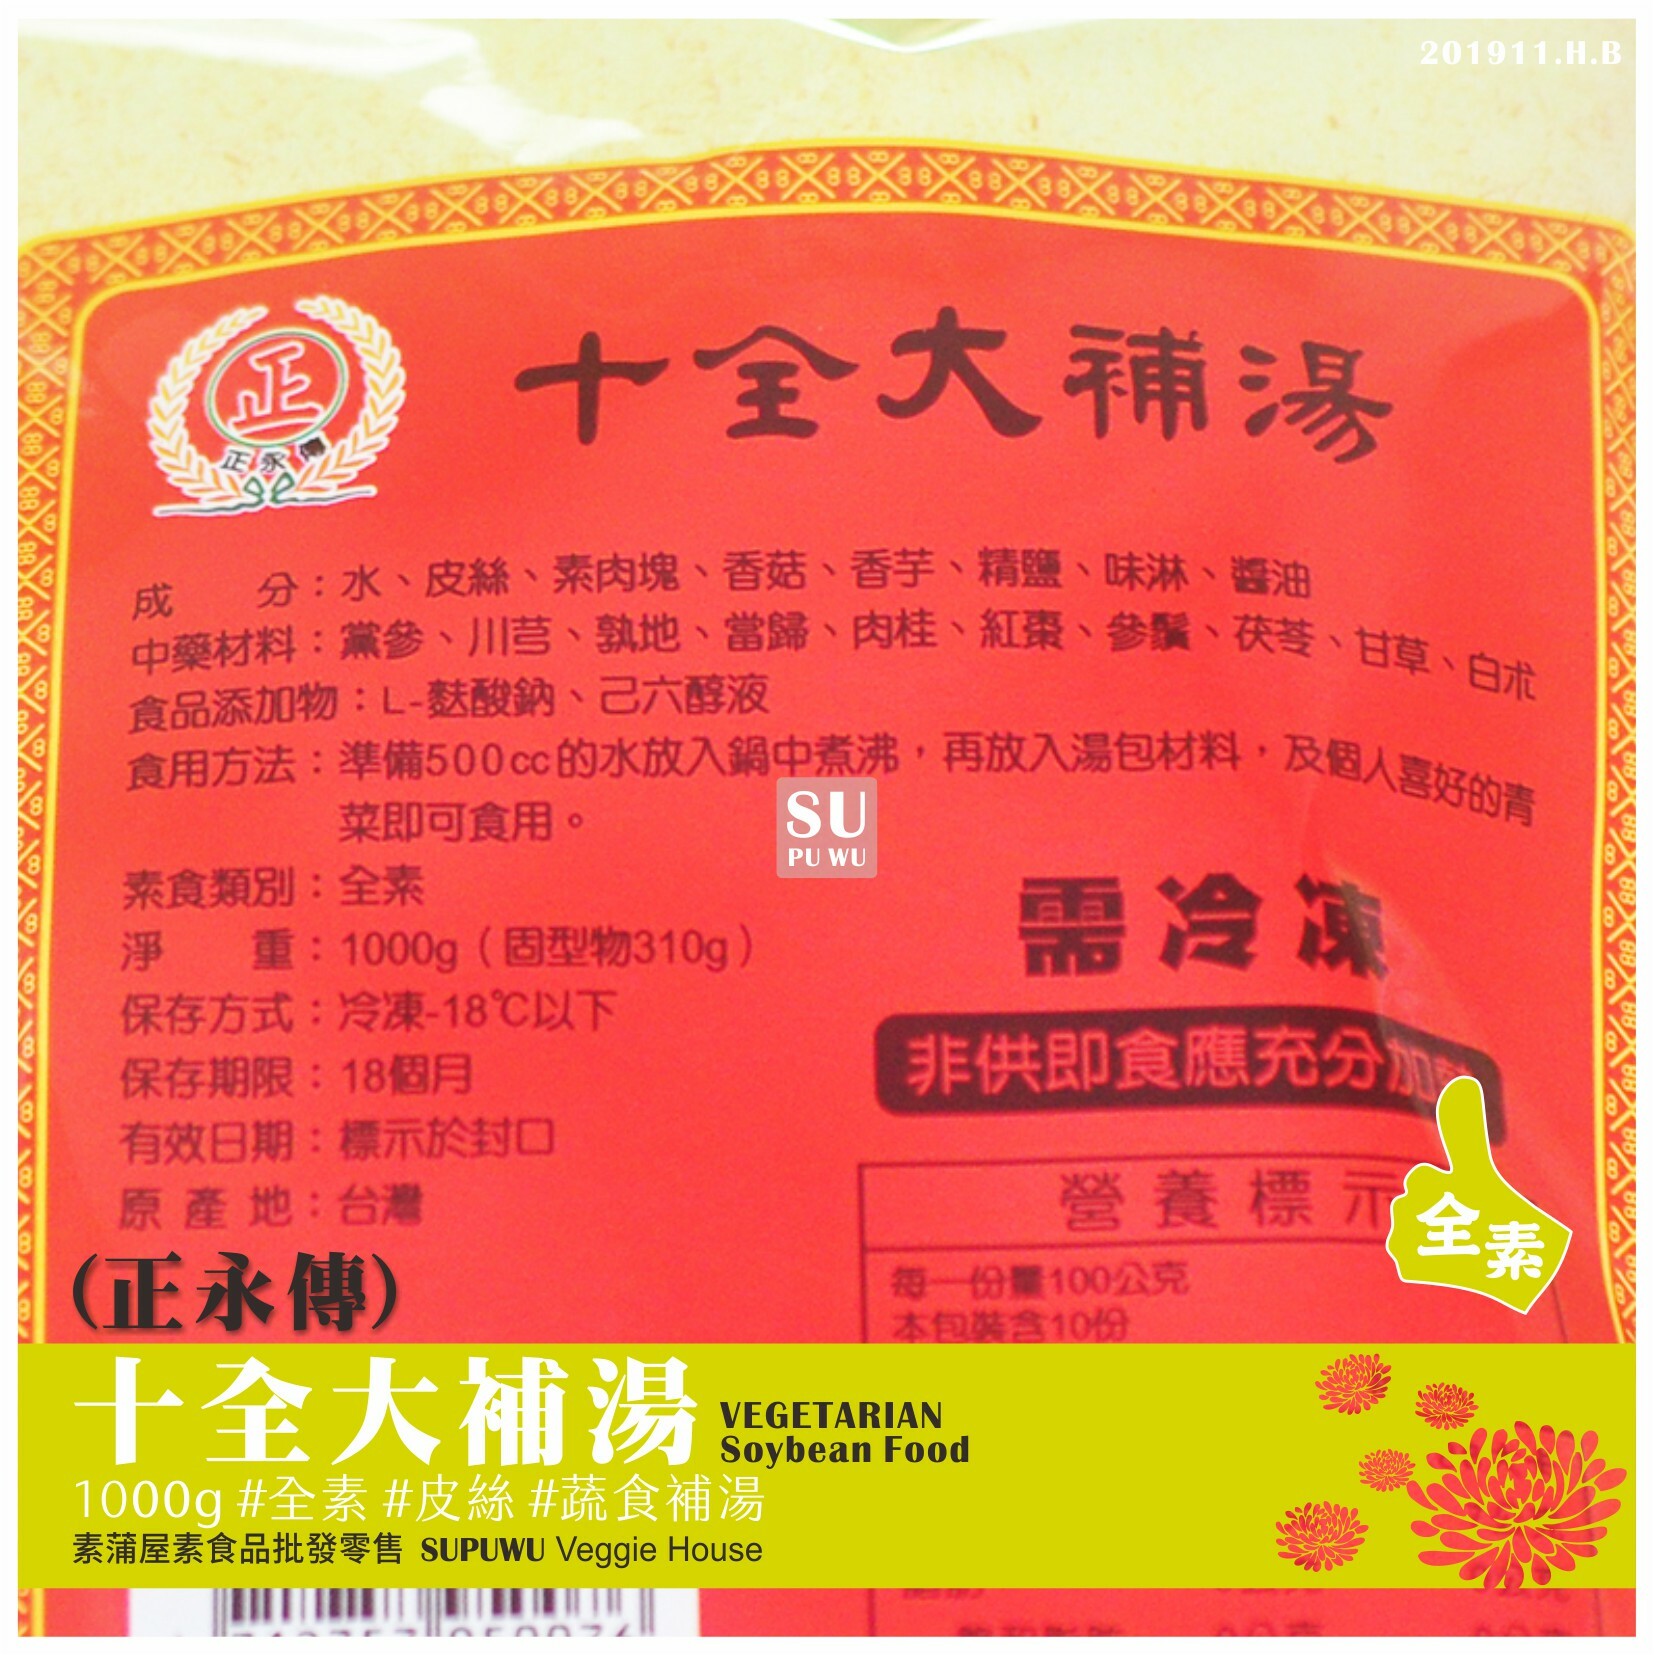 201911.H.B
正
正永傳
十全大補湯
成　　分：水、皮絲、素肉塊、香菇、香芋、精鹽、味淋、醬油
中藥材料：黨參、川芎、孰地、當歸、肉桂、紅棗、參鬚、茯苓、甘草、白朮
食品添加物：L-麩酸鈉、己六醇液
食用方法：準備500cc的水放入鍋中煮沸，再放入湯包材料，及個人喜好的青
菜即可食用。
SU
PU WU
素食類別：全素
淨　　重：1000g（固型物310g）
保存方式：冷凍-18℃以下
保存期限：18個月
有效日期：標示於封口
原 產 地：台灣
需冷凍
非供即食應充分加
營養標示
每一份量100公克
本包裝含10份
全素
(正永傳)
十全大補湯
VEGETARIAN
Soybean Food
1000g #全素 #皮絲 #蔬食補湯
素蒲屋素食品批發零售 SUPUWU Veggie House